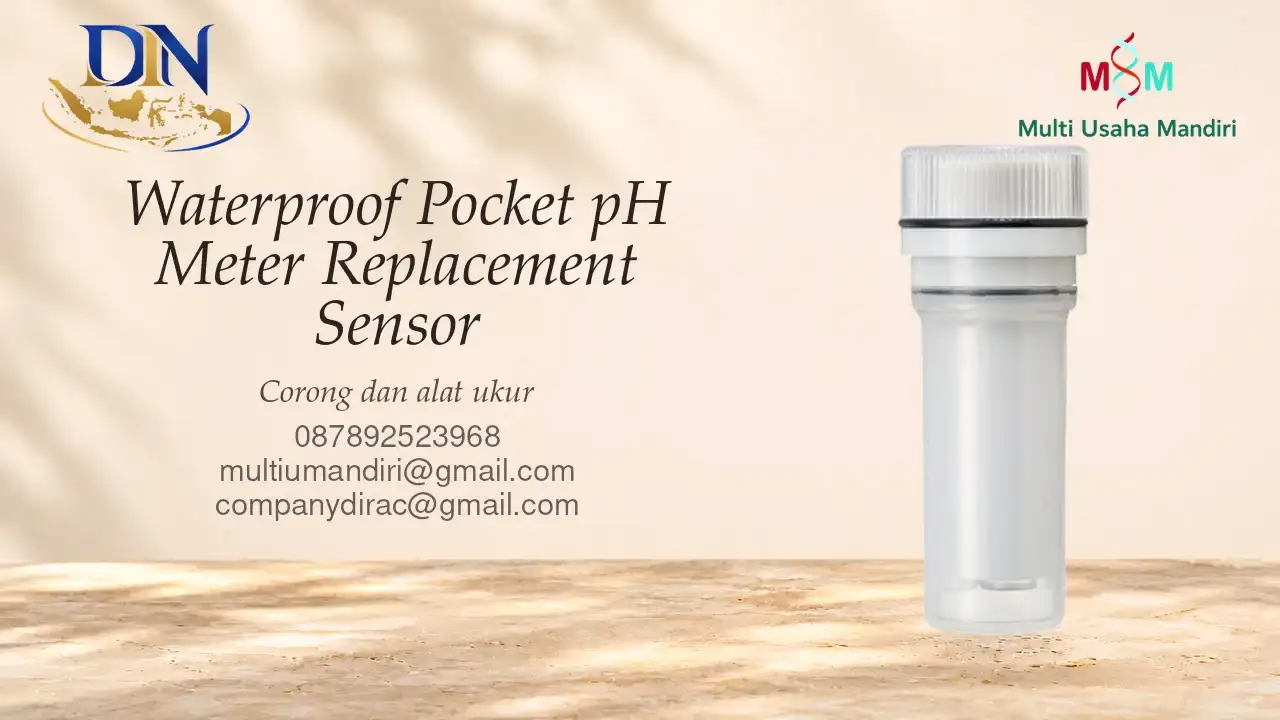 DIN
MSM
Multi Usaha Mandiri
Waterproof Pocket pH
Meter Replacement
Sensor
Corong dan alat ukur
087892523968
multiumandiri@gmail.com
companydirac@gmail.com